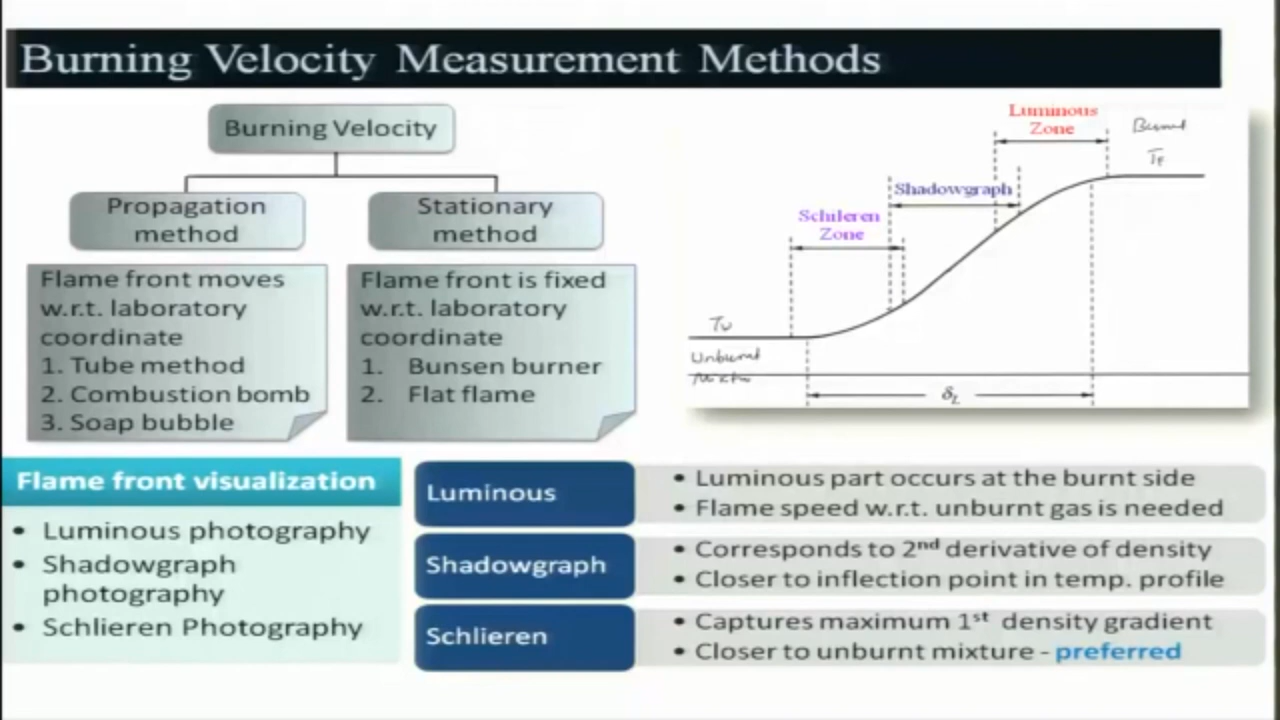 Burning Velocity Measurement Methods
Burning Velocity
Propagation
method
Stationary
method
Flame front moves
w.r.t. laboratory
coordinate
1. Tube method
2. Combustion bomb
3. Soap bubble
Flame front is fixed
w.r.t. laboratory
coordinate
1. Bunsen burner
2. Flat flame
Luminous
Zone
Burnt
TF
Shadowgraph
Schileren
Zone
Tu
Unburnt
δL
Flame front visualization
• Luminous photography
• Shadowgraph
photography
• Schlieren Photography
Luminous
• Luminous part occurs at the burnt side
• Flame speed w.r.t. unburnt gas is needed
Shadowgraph
• Corresponds to 2nd derivative of density
• Closer to inflection point in temp. profile
Schlieren
• Captures maximum 1st density gradient
• Closer to unburnt mixture - preferred